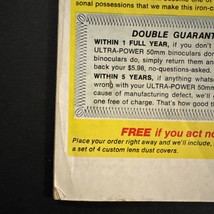 sonal possessions that we make this iron-c
DOUBLE GUARANT
WITHIN 1 FULL YEAR, if you don't
ULTRA-POWER 50mm binoculars do
binoculars do, simply return them and
back your $5.98, no-questions-asked.
WITHIN 5 YEARS, if anything whats
wrong with your ULTRA-POWER 50mm
cause of manufacturing defect, we'll
one free of charge. That's how good t
FREE if you act no
Place your order right away and we'll include,
a set of 4 custom lens dust covers.